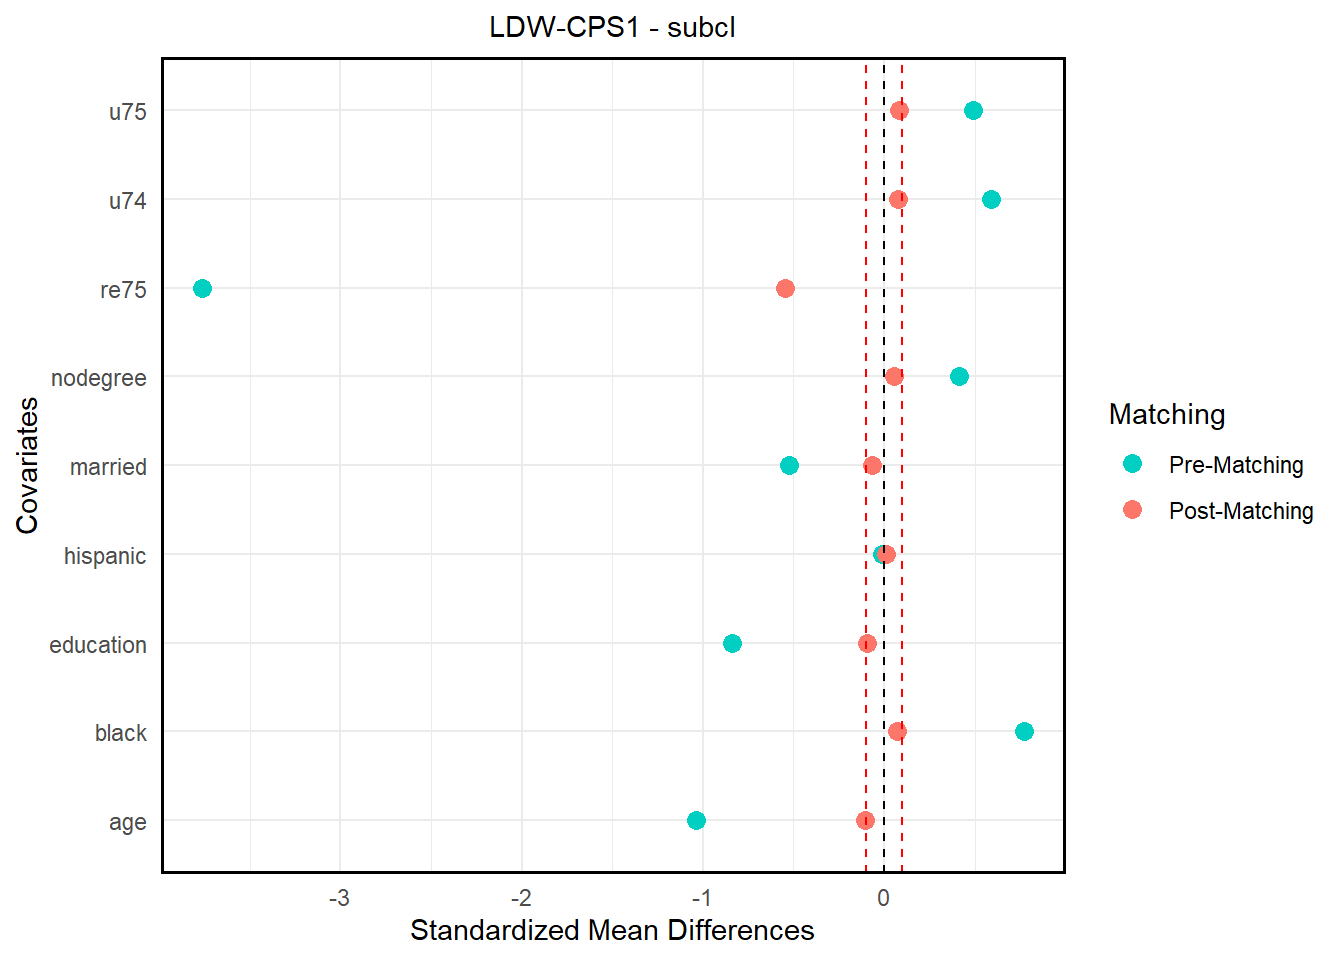 LDW-CPS1 - subcl
u75
u74
re75
nodegree
married
hispanic
education
black
age
Covariates
-3
-2
-1
0
Standardized Mean Differences
Matching
Pre-Matching
Post-Matching